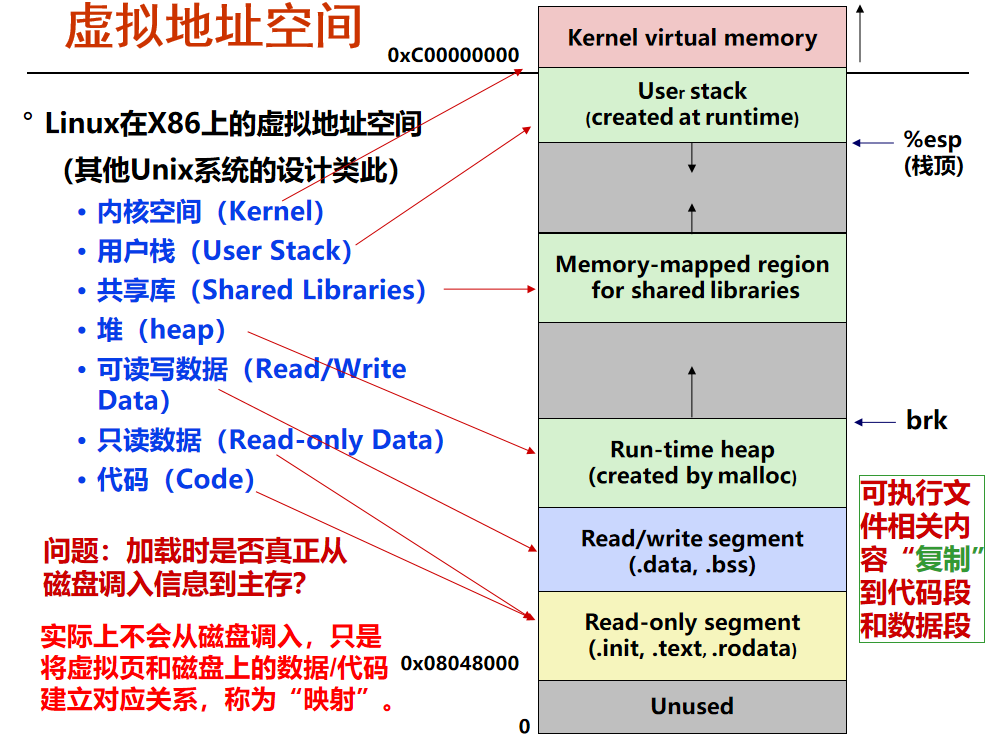 虚拟地址空间
0xC00000000
° Linux在X86上的虚拟地址空间
（其他Unix系统的设计类此）
• 内核空间（Kernel）
• 用户栈（User Stack）
• 共享库（Shared Libraries）
• 堆（heap）
• 可读写数据（Read/Write
Data）
• 只读数据（Read-only Data）
• 代码（Code）
问题：加载时是否真正从
磁盘调入信息到主存？
实际上不会从磁盘调入，只是
将虚拟页和磁盘上的数据/代码
建立对应关系，称为“映射”。
Kernel virtual memory
User stack
(created at runtime)
%esp
(栈顶)
Memory-mapped region
for shared libraries
brk
Run-time heap
(created by malloc)
Read/write segment
(.data, .bss)
Read-only segment
(.init, .text, .rodata)
0x08048000
Unused
0
可执行文
件相关内
容“复制”
到代码段
和数据段